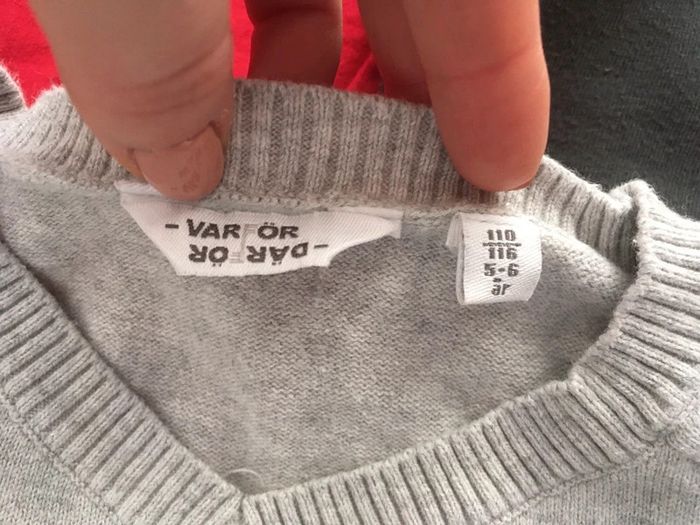 - VARFÖR
- DÄRFÖR
110
116
5-6
år